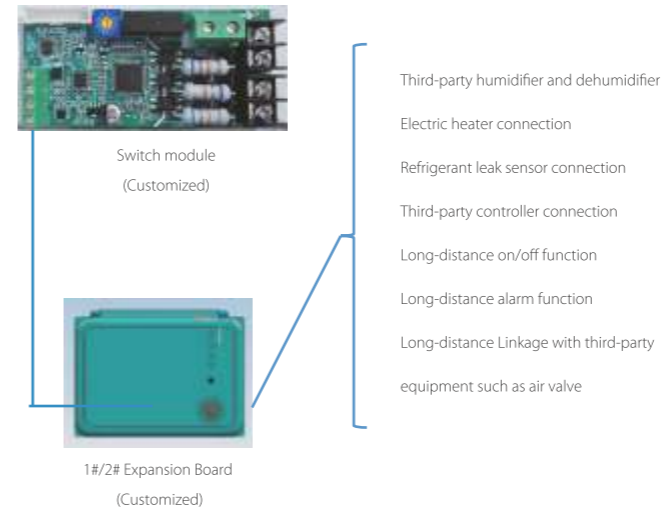 Switch module
(Customized)
1#/2# Expansion Board
(Customized)
Third-party humidifier and dehumidifier
Electric heater connection
Refrigerant leak sensor connection
Third-party controller connection
Long-distance on/off function
Long-distance alarm function
Long-distance Linkage with third-party
equipment such as air valve